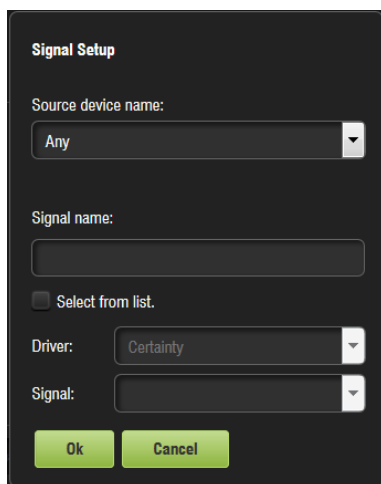 Signal Setup
Source device name:
Any
Signal name:
Select from list.
Driver: Certainty
Signal:
Ok Cancel